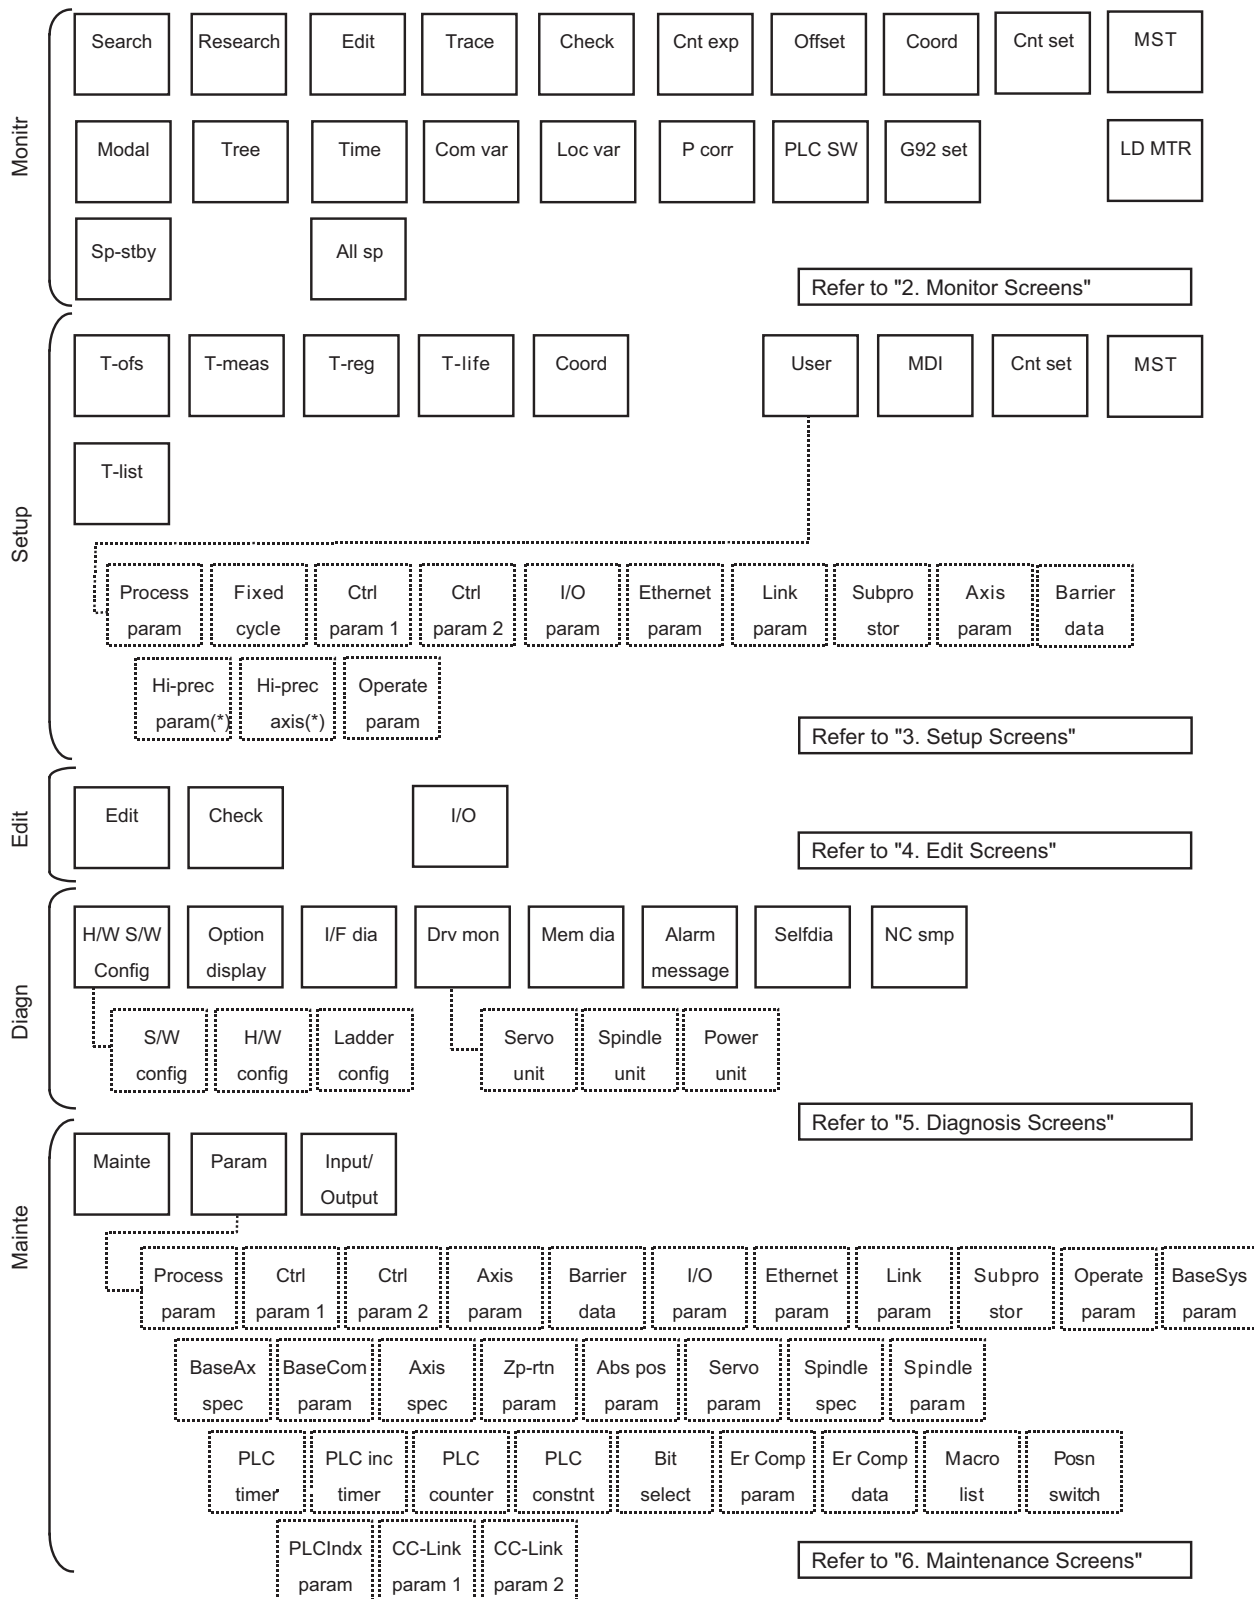 Monitr
Search Research Edit Trace Check Cnt exp Offset Coord Cnt set MST
Modal Tree Time Com var Loc var P corr PLC SW G92 set LD MTR
Sp-stby All sp
Refer to "2. Monitor Screens"
Setup
T-ofs T-meas T-reg T-life Coord User MDI Cnt set MST
T-list
Process Fixed Ctrl Ctrl I/O Ethernet Link Subpro Axis Barrier
param cycle param 1 param 2 param param param stor param data
Hi-prec Hi-prec Operate
param(*) axis(*) param
Refer to "3. Setup Screens"
Edit
Edit Check I/O
Refer to "4. Edit Screens"
Diagn
H/W S/W Option I/F dia Drv mon Mem dia Alarm Selfdia NC smp
Config display message
S/W H/W Ladder Servo Spindle Power
config config config unit unit unit
Refer to "5. Diagnosis Screens"
Mainte
Mainte Param Input/
Output
Process Ctrl Ctrl Axis Barrier I/O Ethernet Link Subpro Operate BaseSys
param param 1 param 2 param data param param param stor param param
BaseAx BaseCom Axis Zp-rtn Abs pos Servo Spindle Spindle
spec param spec param param param spec param
PLC PLC inc PLC PLC Bit Er Comp Er Comp Macro Posn
timer timer counter constnt select param data list switch
PLCIndx CC-Link CC-Link
param param 1 param 2
Refer to "6. Maintenance Screens"